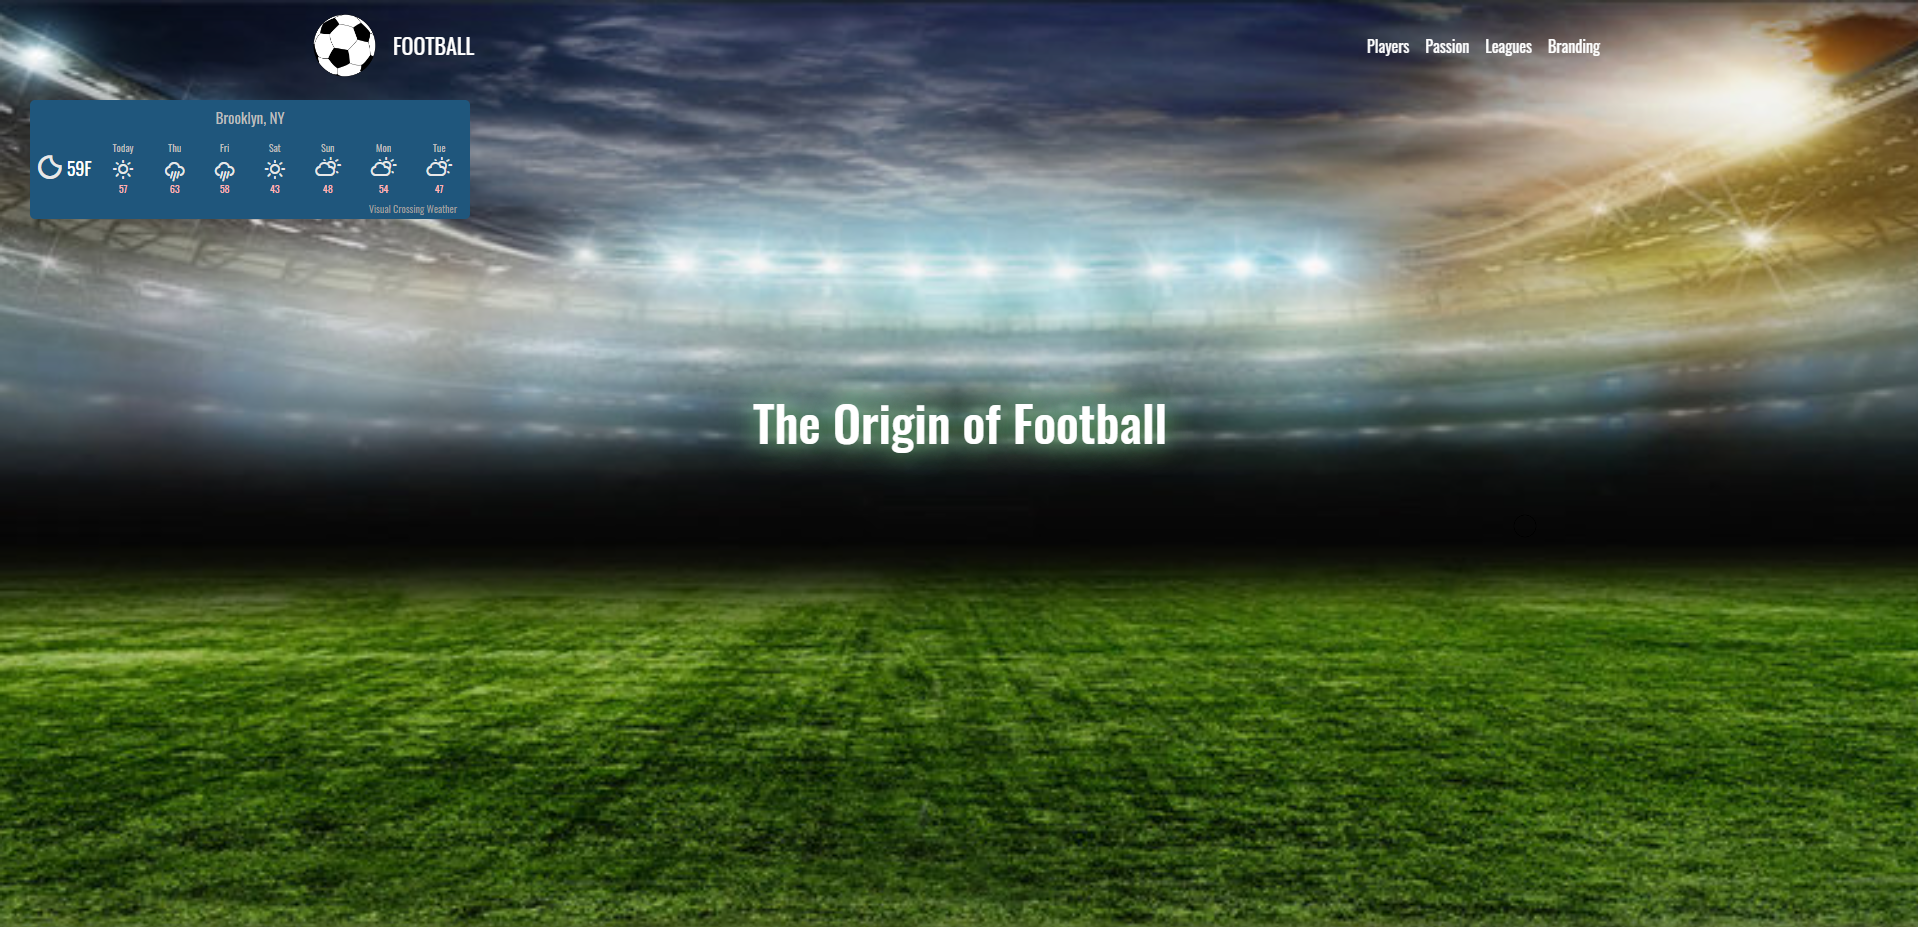 FOOTBALL
Players Passion Leagues Branding
Brooklyn, NY
59F
Today Thu Fri Sat Sun Mon Tue
57 63 58 43 48 54 47
Visual Crossing Weather
The Origin of Football